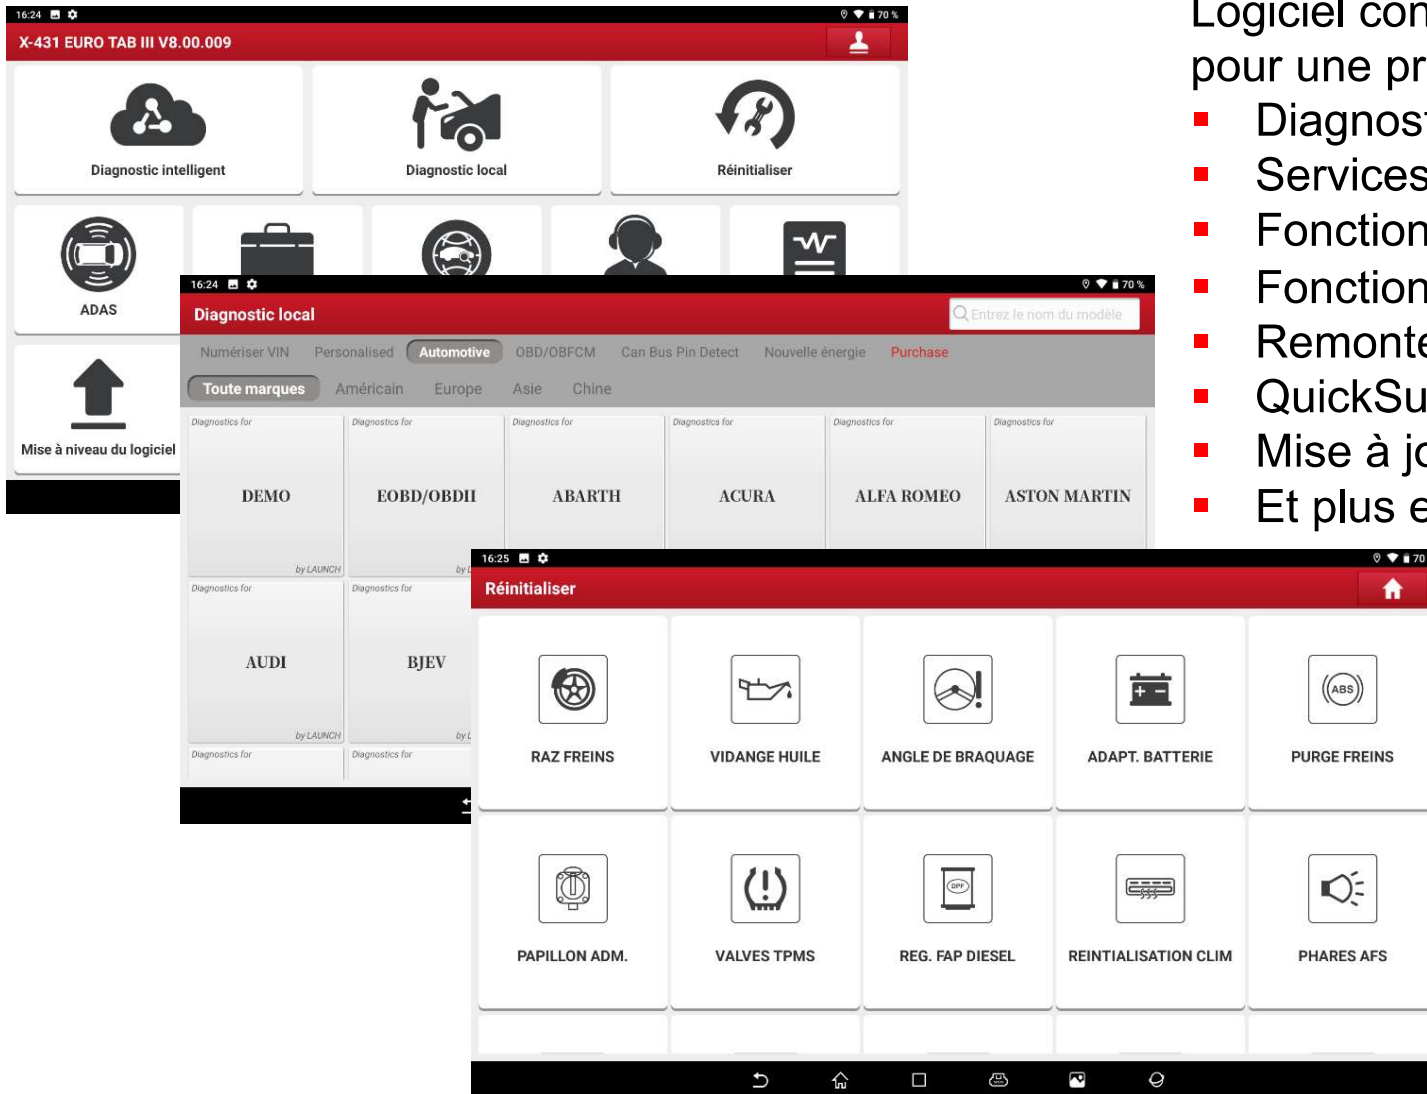 16:24
70 %
X-431 EURO TAB III V8.00.009
Diagnostic intelligent
Diagnostic local
Réinitialiser
ADAS
Mise à niveau du logiciel
16:24
70 %
Diagnostic local
Entrez le nom du modèle
Numériser VIN Personalised Automotive OBD/OBFCM Can Bus Pin Detect Nouvelle énergie Purchase
Toute marques Américain Europe Asie Chine
Diagnostics for Diagnostics for Diagnostics for Diagnostics for Diagnostics for Diagnostics for
DEMO EOBD/OBDII ABARTH ACURA ALFA ROMEO ASTON MARTIN
by LAUNCH by L
Diagnostics for Diagnostics for
AUDI BJEV
by LAUNCH by L
Diagnostics for Diagnostics for
16:25
70
Réinitialiser
RAZ FREINS VIDANGE HUILE ANGLE DE BRAQUAGE ADAPT. BATTERIE PURGE FREINS
(ABS)
DPF
PAPILLON ADM. VALVES TPMS REG. FAP DIESEL REINTIALISATION CLIM PHARES AFS
Logiciel con
pour une pr
Diagnost
Services
Fonction
Fonction
Remonte
QuickSu
Mise à jo
Et plus e